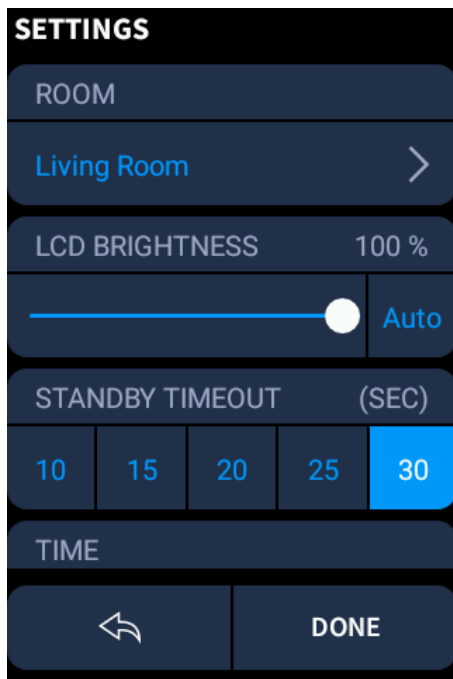 SETTINGS
ROOM
Living Room
LCD BRIGHTNESS 100 %
Auto
STANDBY TIMEOUT (SEC)
10 15 20 25 30
TIME
DONE